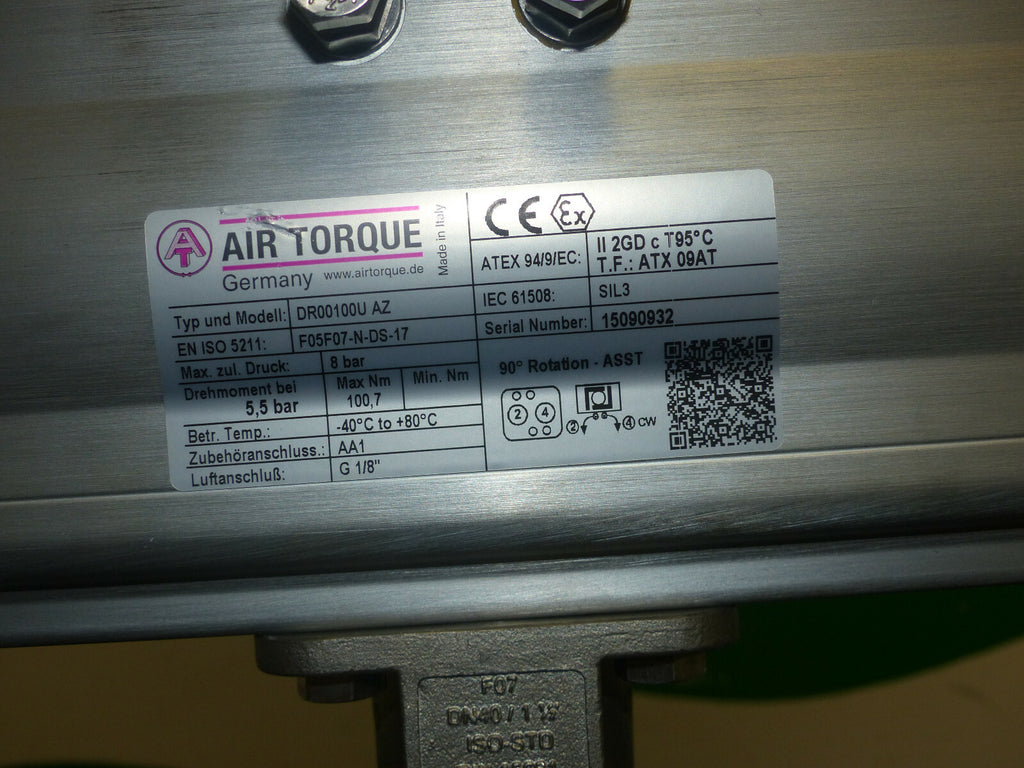 AT
AIR TORQUE
Made in Italy
Germany www.airtorque.de
CE Ex
ATEX 94/9/EC: II 2GD c T95°C
T.F.: ATX 09AT
IEC 61508: SIL3
Serial Number: 15090932
Typ und Modell: DR00100U AZ
EN ISO 5211: F05F07-N-DS-17
Max. zul. Druck: 8 bar
Drehmoment bei 5,5 bar
Max Nm Min. Nm
100,7
Betr. Temp.: -40°C to +80°C
Zubehöranschluss.: AA1
Luftanschluß: G 1/8"
90° Rotation - ASST
2 4
2 4 CW
F07
DN40 / 1 ½"
ISO-STD